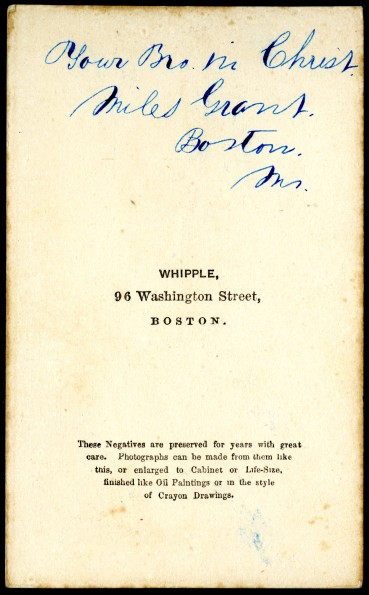 Your Bro. in Christ.
Miles Grant.
Boston.
Ms.
WHIPPLE,
96 Washington Street,
BOSTON.
These Negatives are preserved for years with great
care. Photographs can be made from them like
this, or enlarged to Cabinet or Life-Size,
finished like Oil Paintings or in the style
of Crayon Drawings.